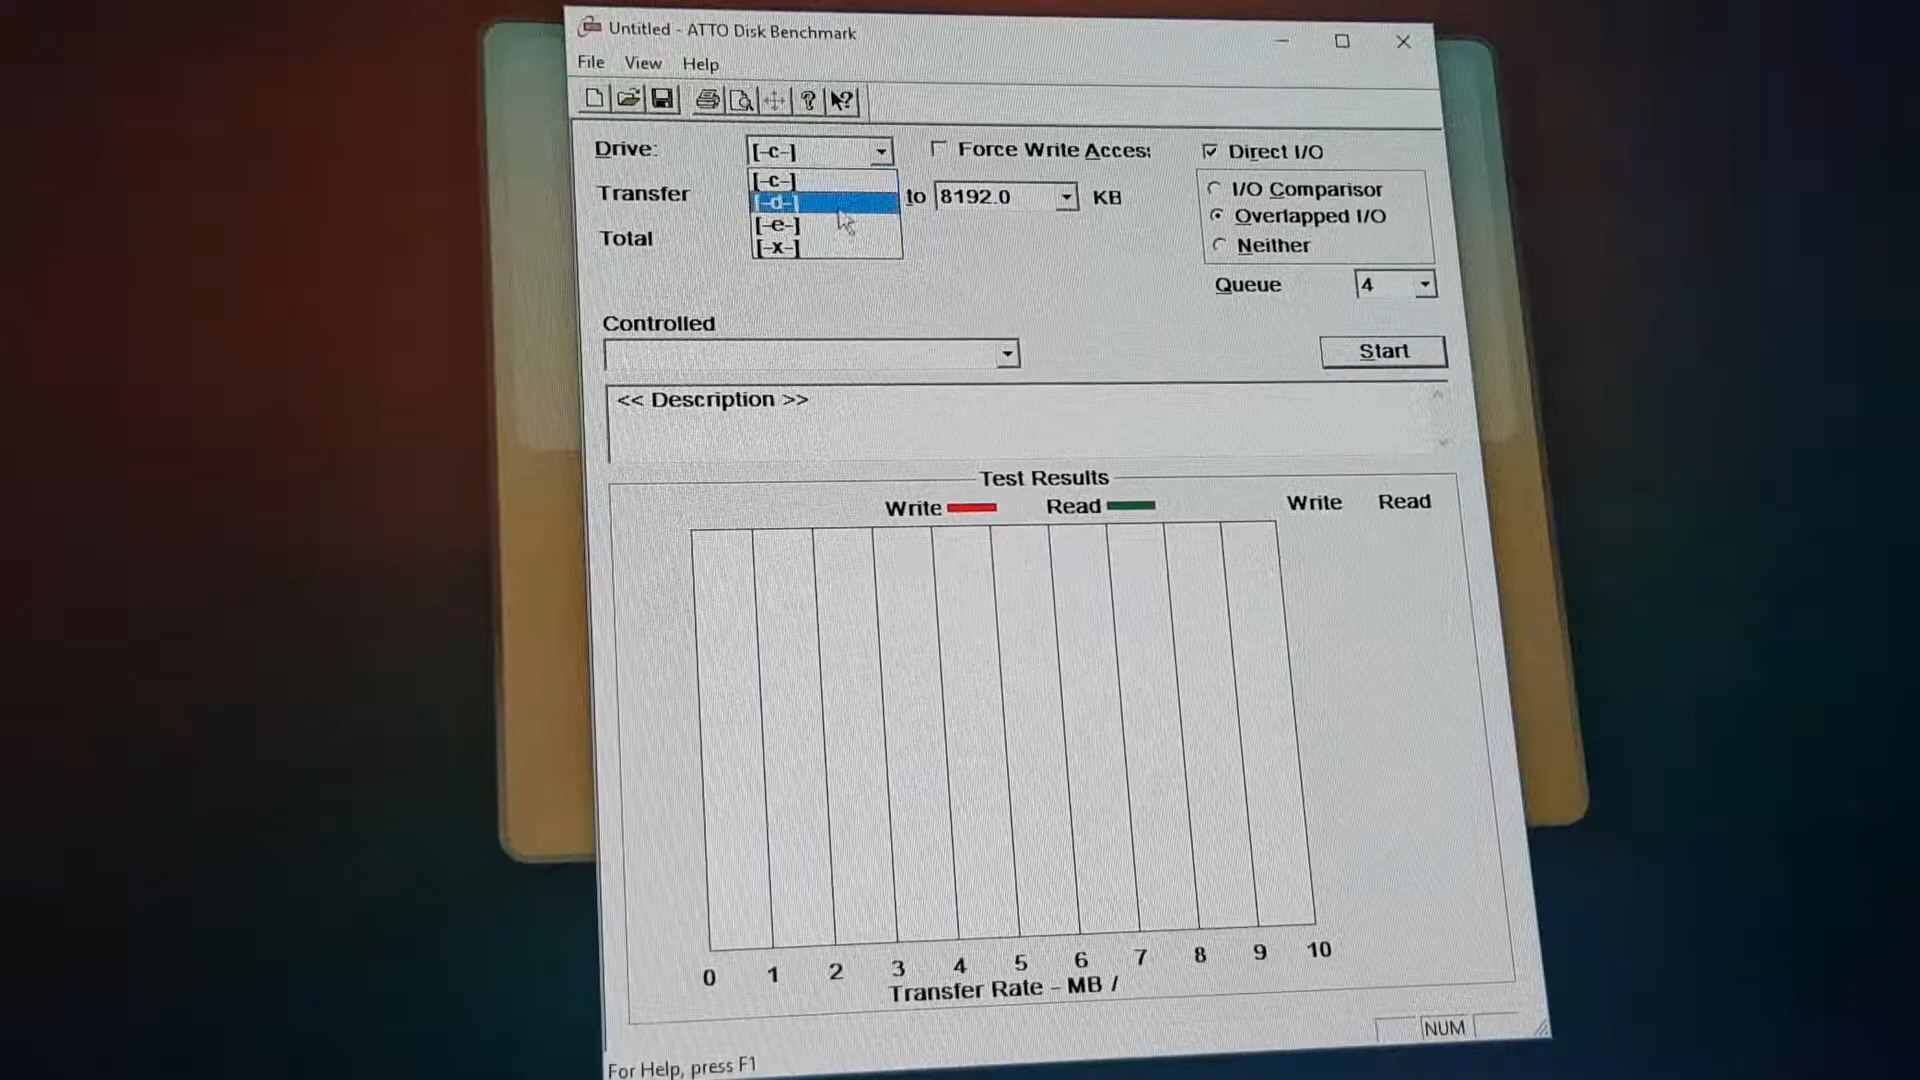 Untitled - ATTO Disk Benchmark
File View Help
Drive: [-c-] Force Write Acces: Direct I/O
[-c-]
[-d-]
[-e-]
[-x-]
Transfer to 8192.0 KB
Total
I/O Comparisor
Overlapped I/O
Neither
Queue 4
Controlled
Start
<< Description >>
Test Results
Write Read Write Read
0 1 2 3 4 5 6 7 8 9 10
Transfer Rate - MB /
NUM
For Help, press F1